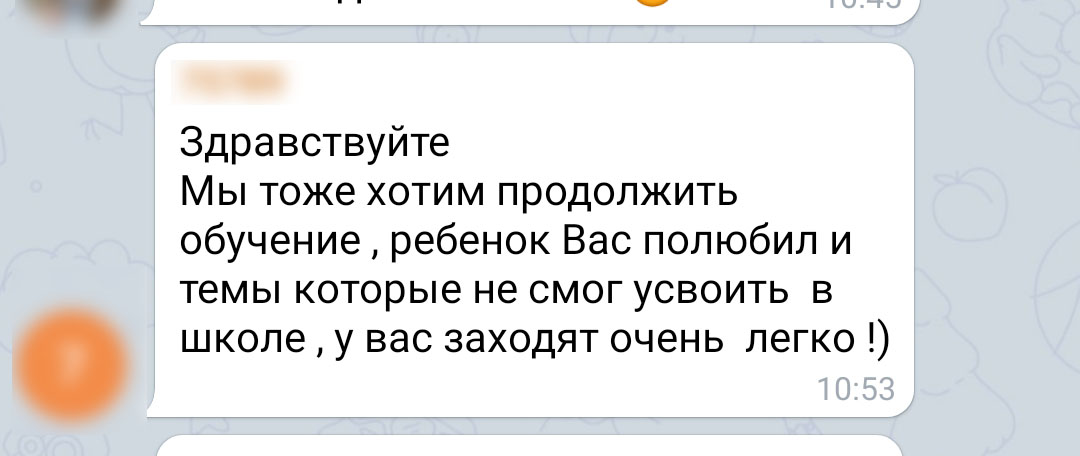 Здравствуйте
Мы тоже хотим продолжить
обучение , ребенок Вас полюбил и
темы которые не смог усвоить  в
школе , у вас заходят очень  легко !)
10:53